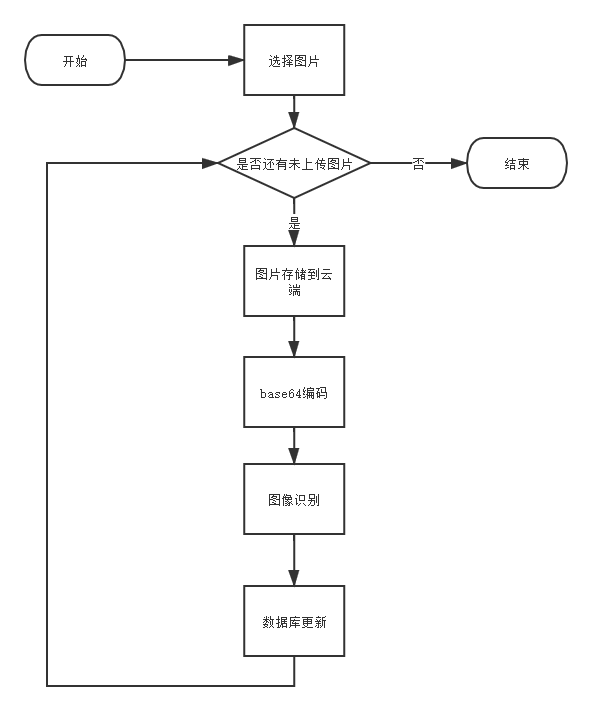 开始
选择图片
是否还有未上传图片
否
结束
是
图片存储到云
端
base64编码
图像识别
数据库更新